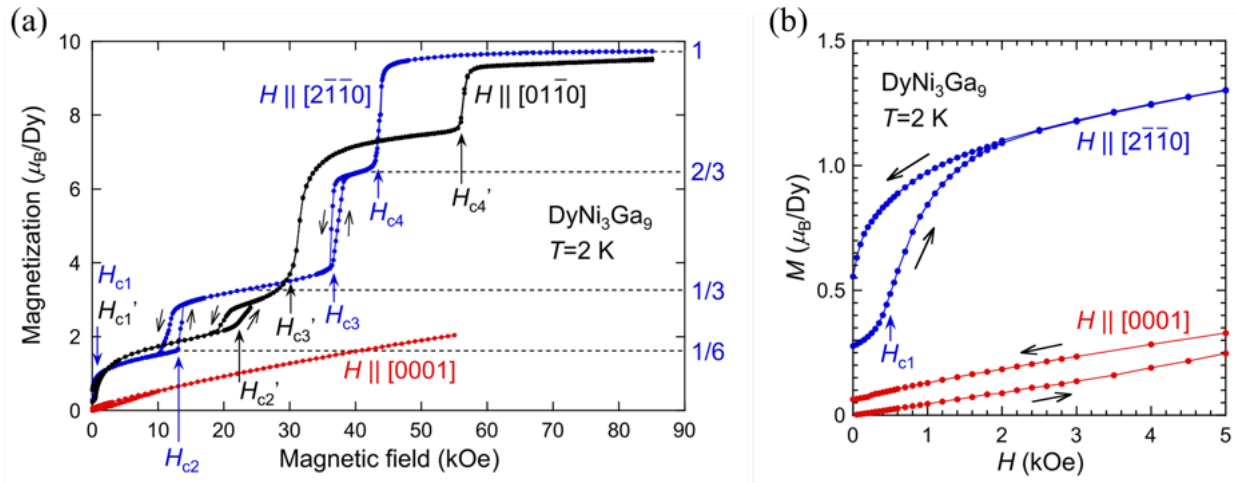 (a)
10
8
6
4
2
0
Magnetization (μB/Dy)
0 10 20 30 40 50 60 70 80 90
Magnetic field (kOe)
H || [2̄1̄10]
H || [011̄0]
H || [0001]
DyNi3Ga9
T=2 K
Hc1
Hc1'
Hc2
Hc2'
Hc3'
Hc3
Hc4
Hc4'
1
2/3
1/3
1/6
(b)
1.5
1.0
0.5
0
M (μB/Dy)
0 1 2 3 4 5
H (kOe)
DyNi3Ga9
T=2 K
H || [21̄1̄0]
Hc1
H || [0001]